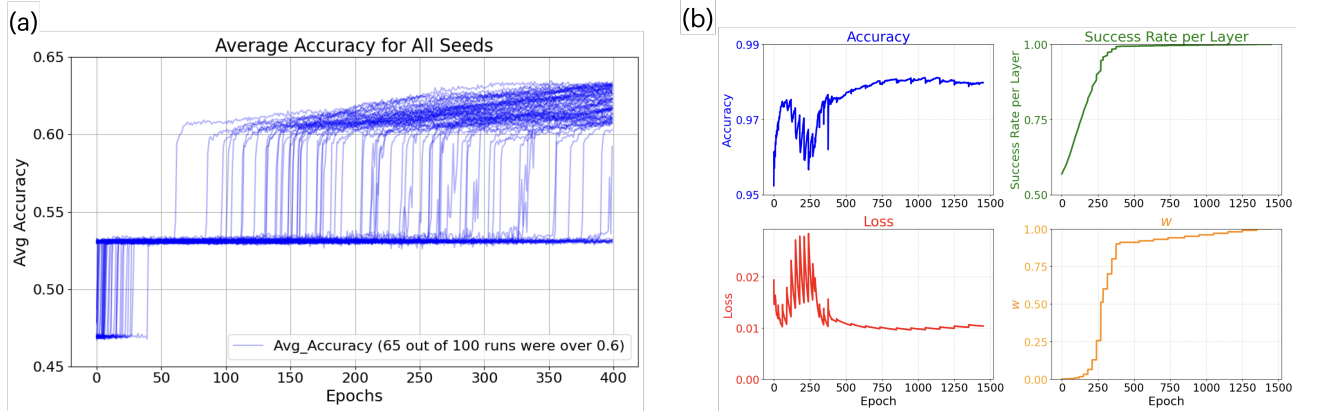 (a)
Average Accuracy for All Seeds
Avg Accuracy
0.65
0.60
0.55
0.50
0.45
Avg_Accuracy (65 out of 100 runs were over 0.6)
0 50 100 150 200 250 300 350 400
Epochs
(b)
Accuracy
Accuracy
0.99
0.97
0.95
0 250 500 750 1000 1250 1500
Success Rate per Layer
Success Rate per Layer
1.00
0.75
0.50
0 250 500 750 1000 1250 1500
Loss
Loss
0.02
0.01
0.00
0 250 500 750 1000 1250 1500
Epoch
w
w
1.00
0.75
0.50
0.25
0.00
0 250 500 750 1000 1250 1500
Epoch